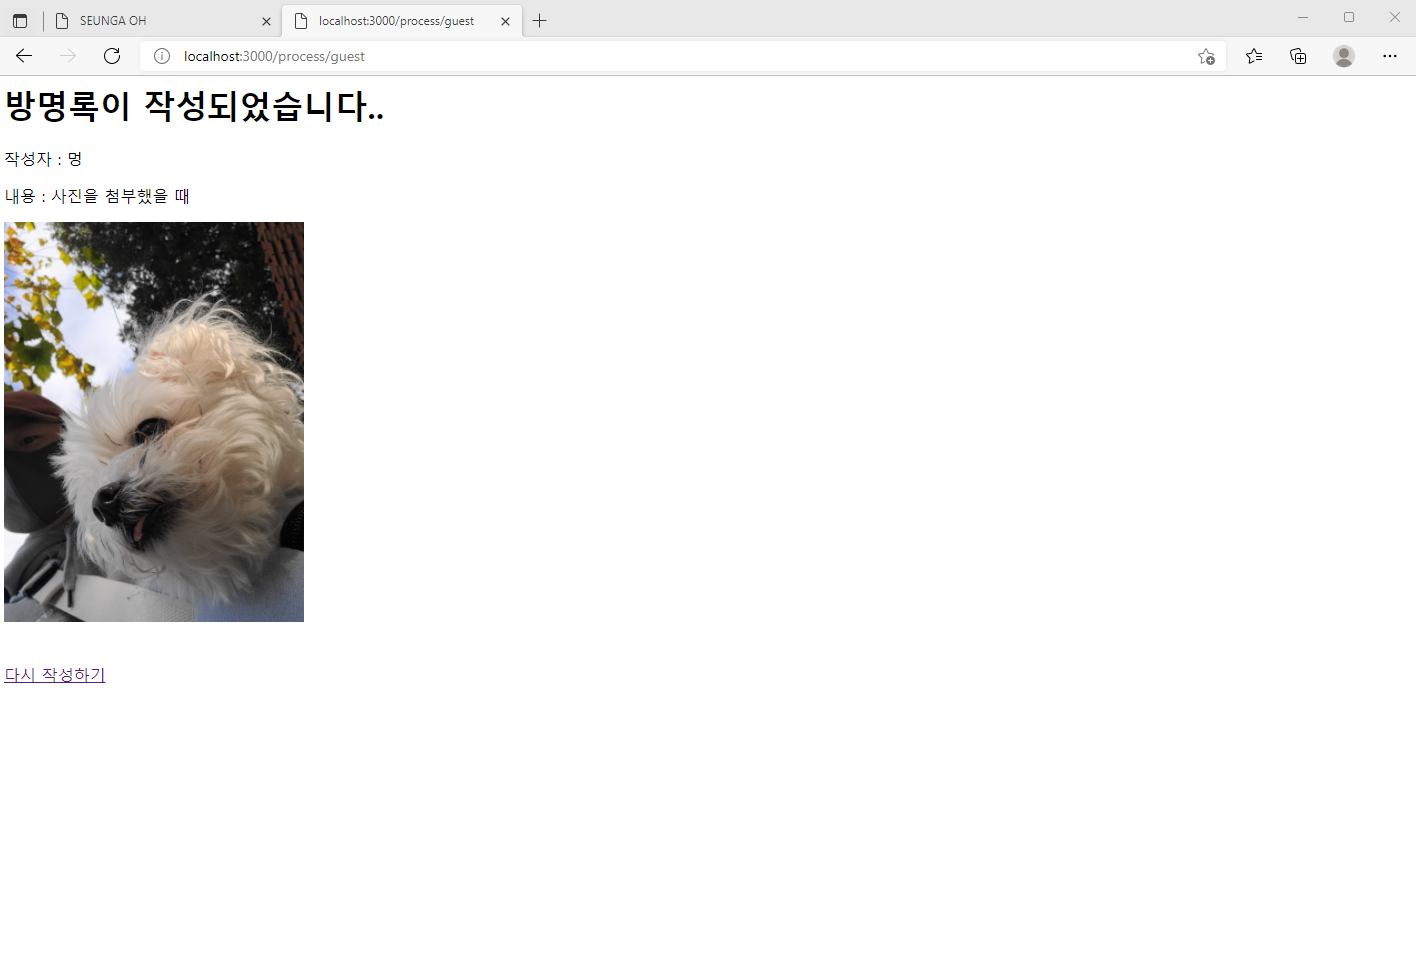 SEUNGA OH
localhost:3000/process/guest
localhost:3000/process/guest
방명록이 작성되었습니다..
작성자 : 멍
내용 : 사진을 첨부했을 때
다시 작성하기